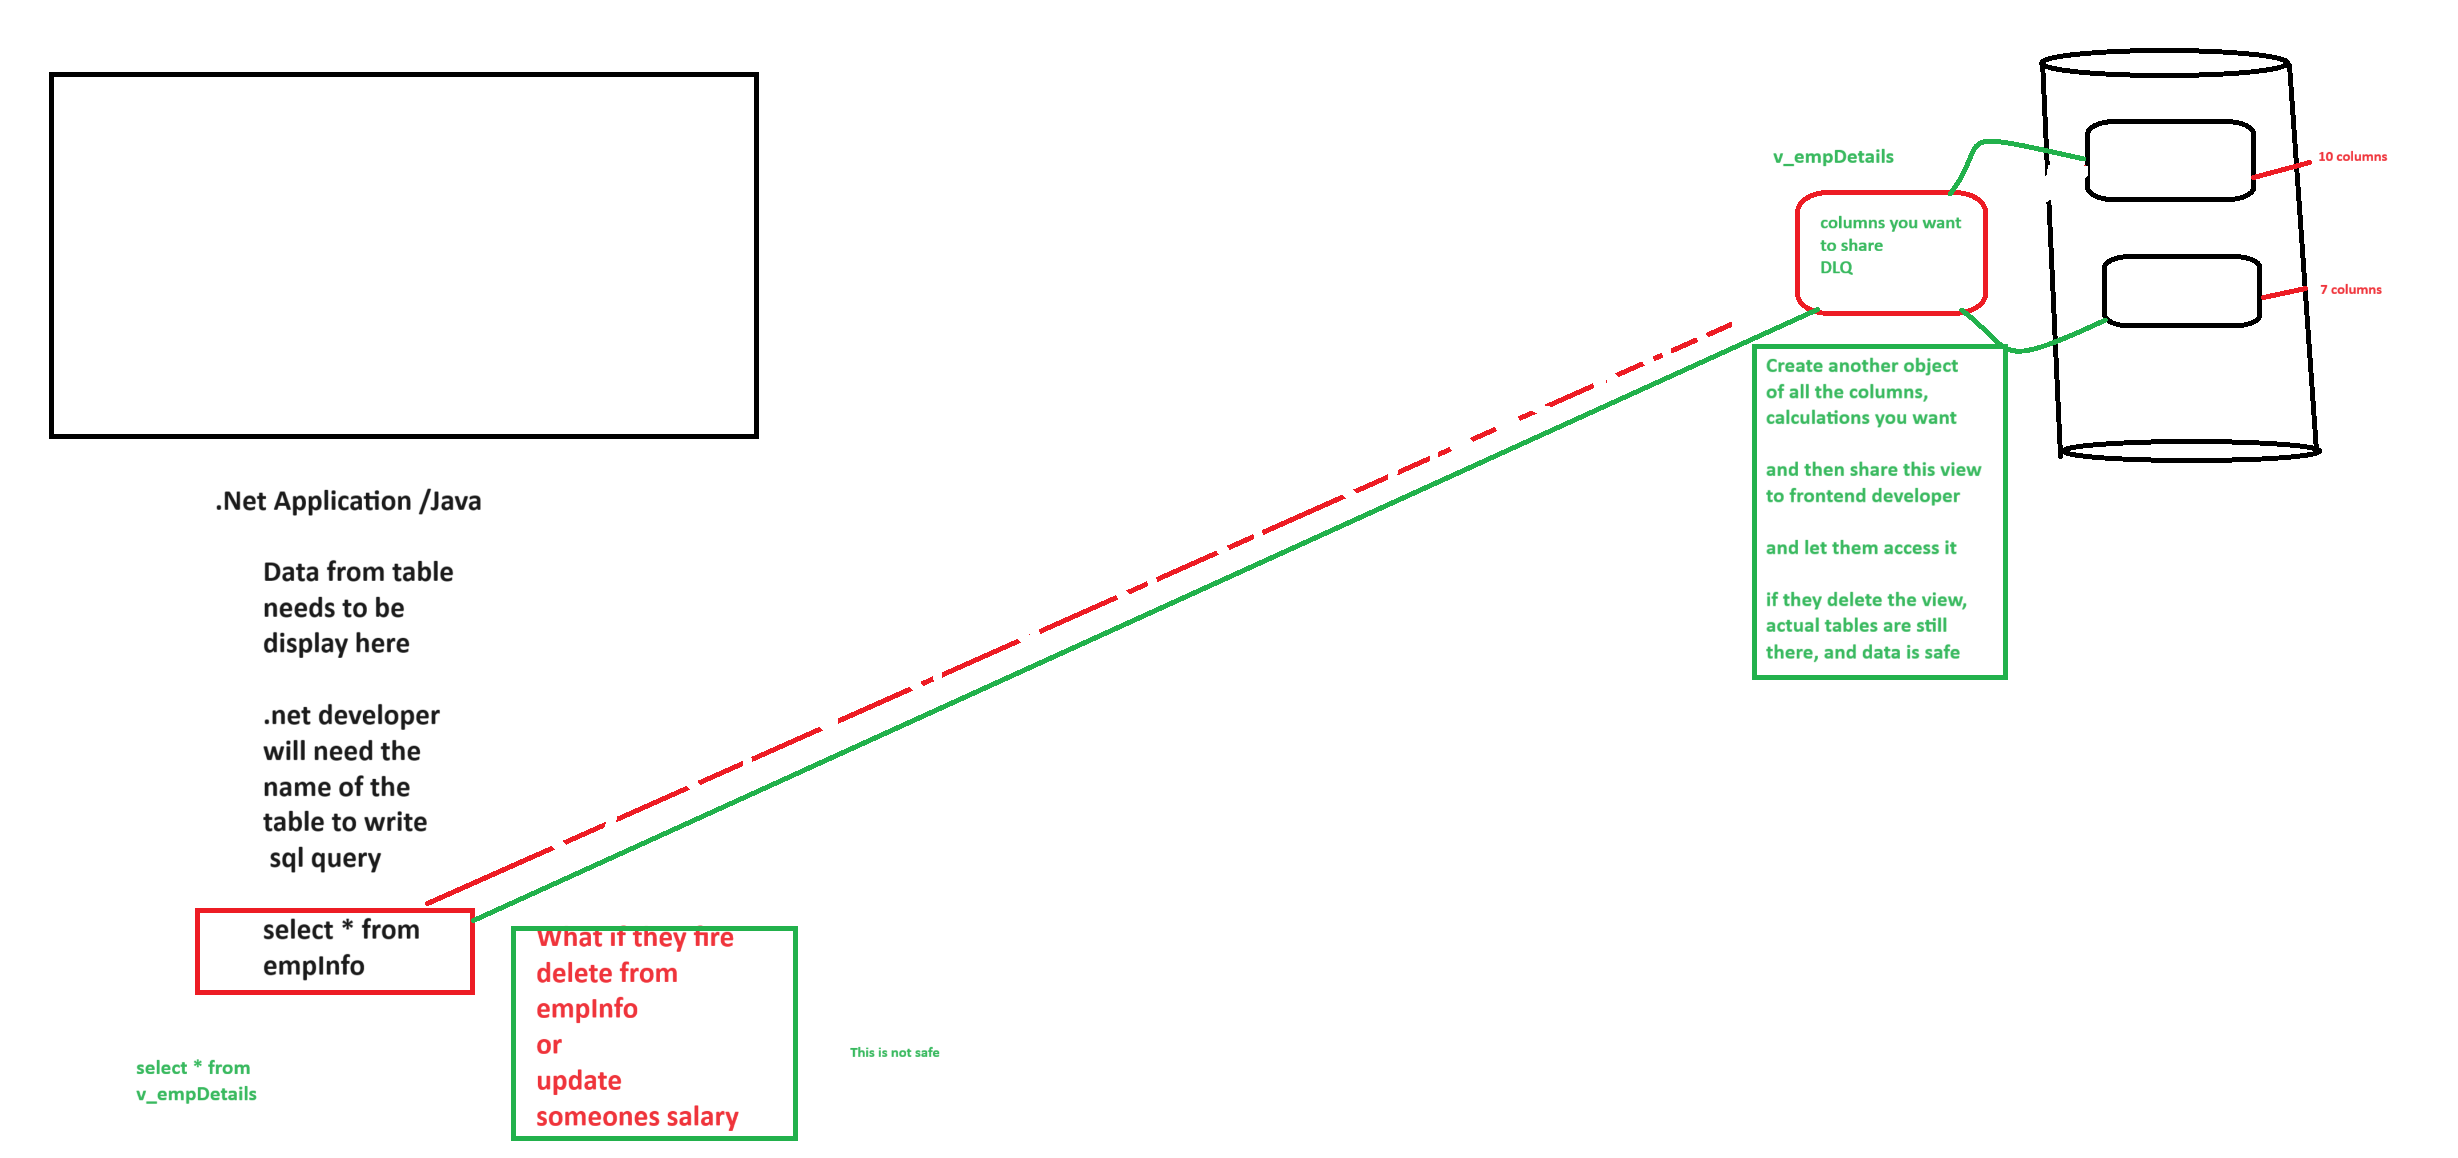 .Net Application /Java
Data from table
needs to be
display here
.net developer
will need the
name of the
table to write
sql query
select * from
empInfo
select * from
v_empDetails
What if they fire
delete from
empInfo
or
update
someones salary
This is not safe
v_empDetails
columns you want
to share
DLQ
Create another object
of all the columns,
calculations you want
and then share this view
to frontend developer
and let them access it
if they delete the view,
actual tables are still
there, and data is safe
10 columns
7 columns